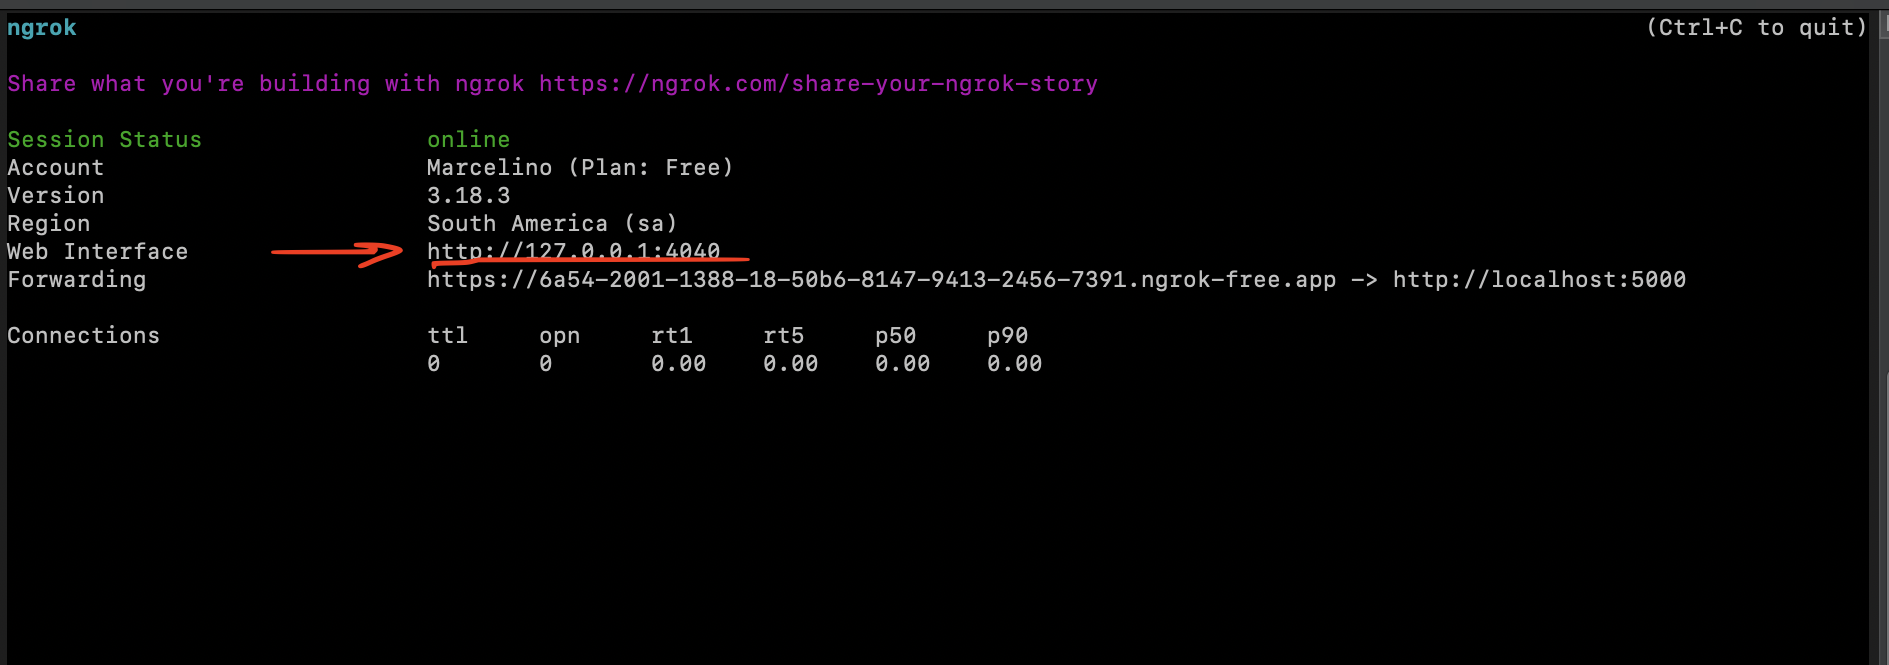 ngrok (Ctrl+C to quit)
Share what you're building with ngrok https://ngrok.com/share-your-ngrok-story
Session Status online
Account Marcelino (Plan: Free)
Version 3.18.3
Region South America (sa)
Web Interface http://127.0.0.1:4040
Forwarding https://6a54-2001-1388-18-50b6-8147-9413-2456-7391.ngrok-free.app -> http://localhost:5000
Connections ttl opn rt1 rt5 p50 p90
0 0 0.00 0.00 0.00 0.00